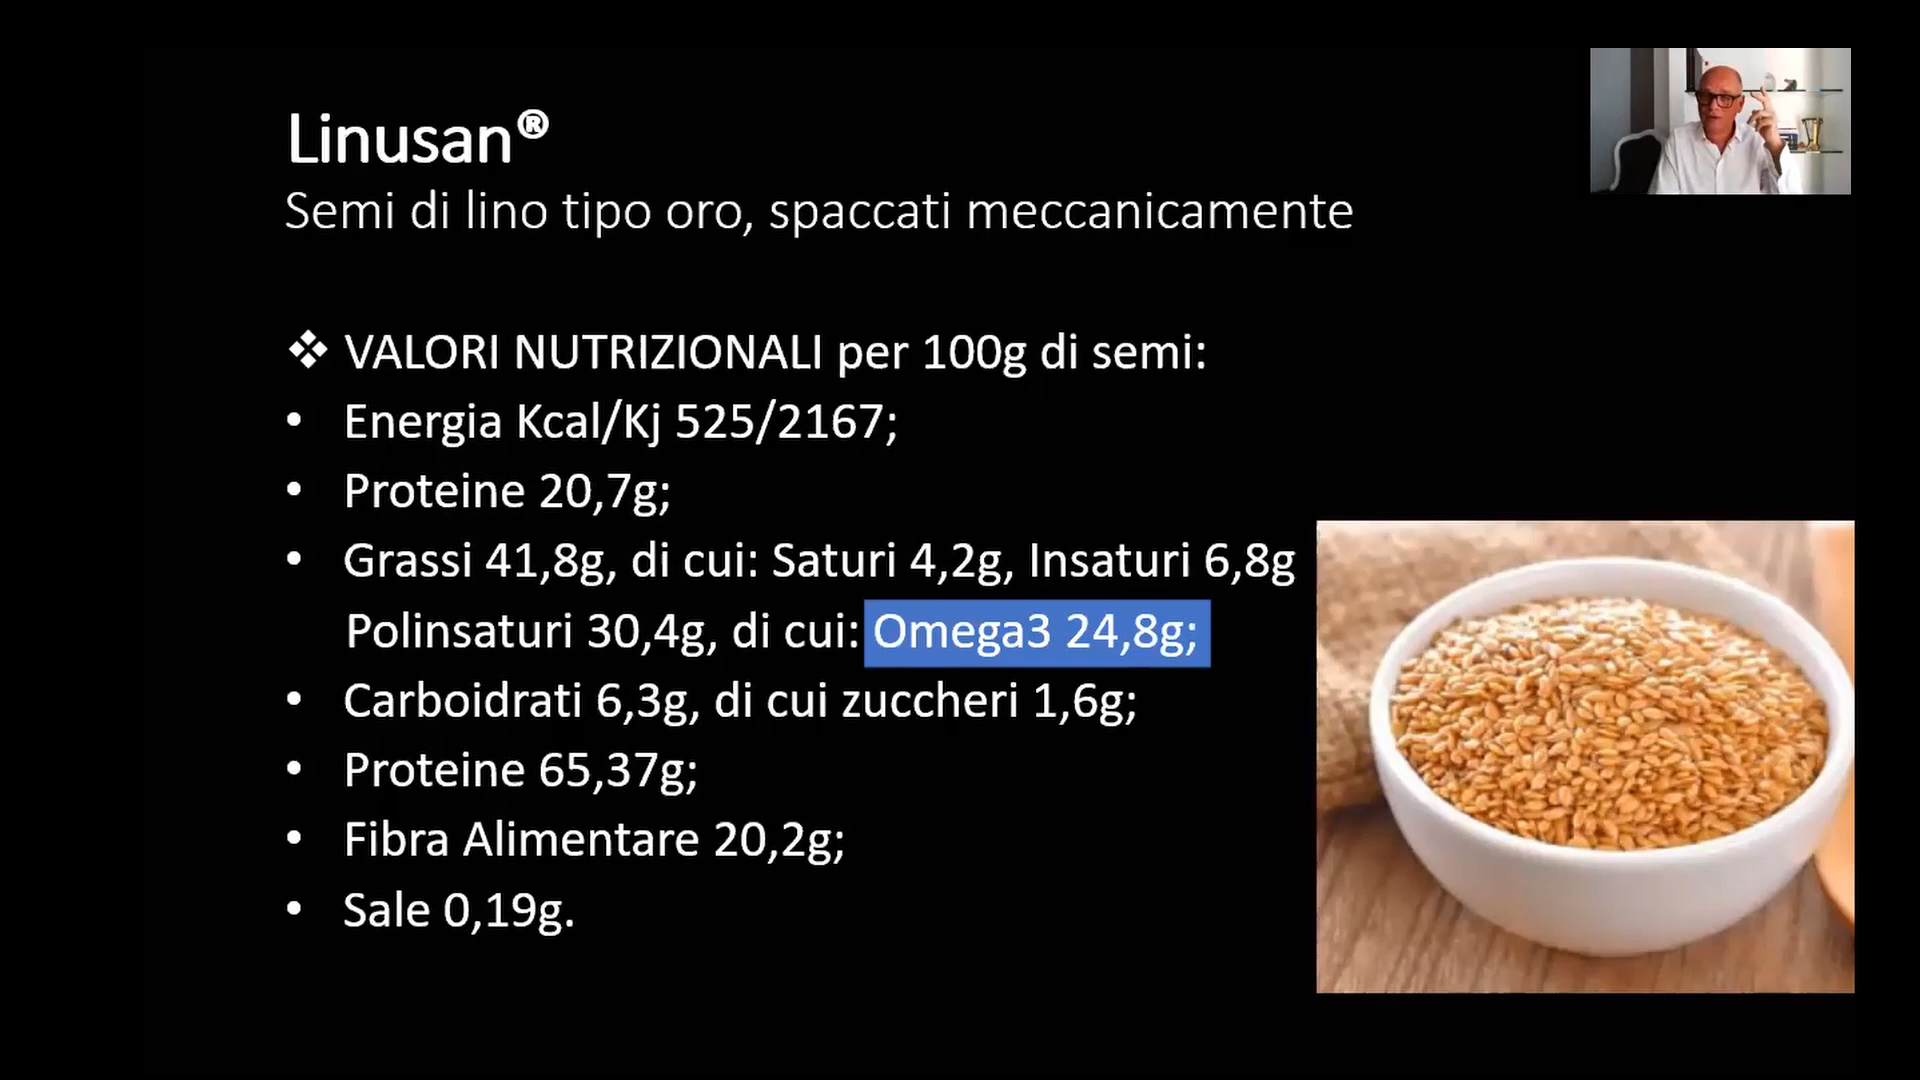 Linusan®
Semi di lino tipo oro, spaccati meccanicamente
❖ VALORI NUTRIZIONALI per 100g di semi:
• Energia Kcal/Kj 525/2167;
• Proteine 20,7g;
• Grassi 41,8g, di cui: Saturi 4,2g, Insaturi 6,8g
Polinsaturi 30,4g, di cui: Omega3 24,8g;
• Carboidrati 6,3g, di cui zuccheri 1,6g;
• Proteine 65,37g;
• Fibra Alimentare 20,2g;
• Sale 0,19g.